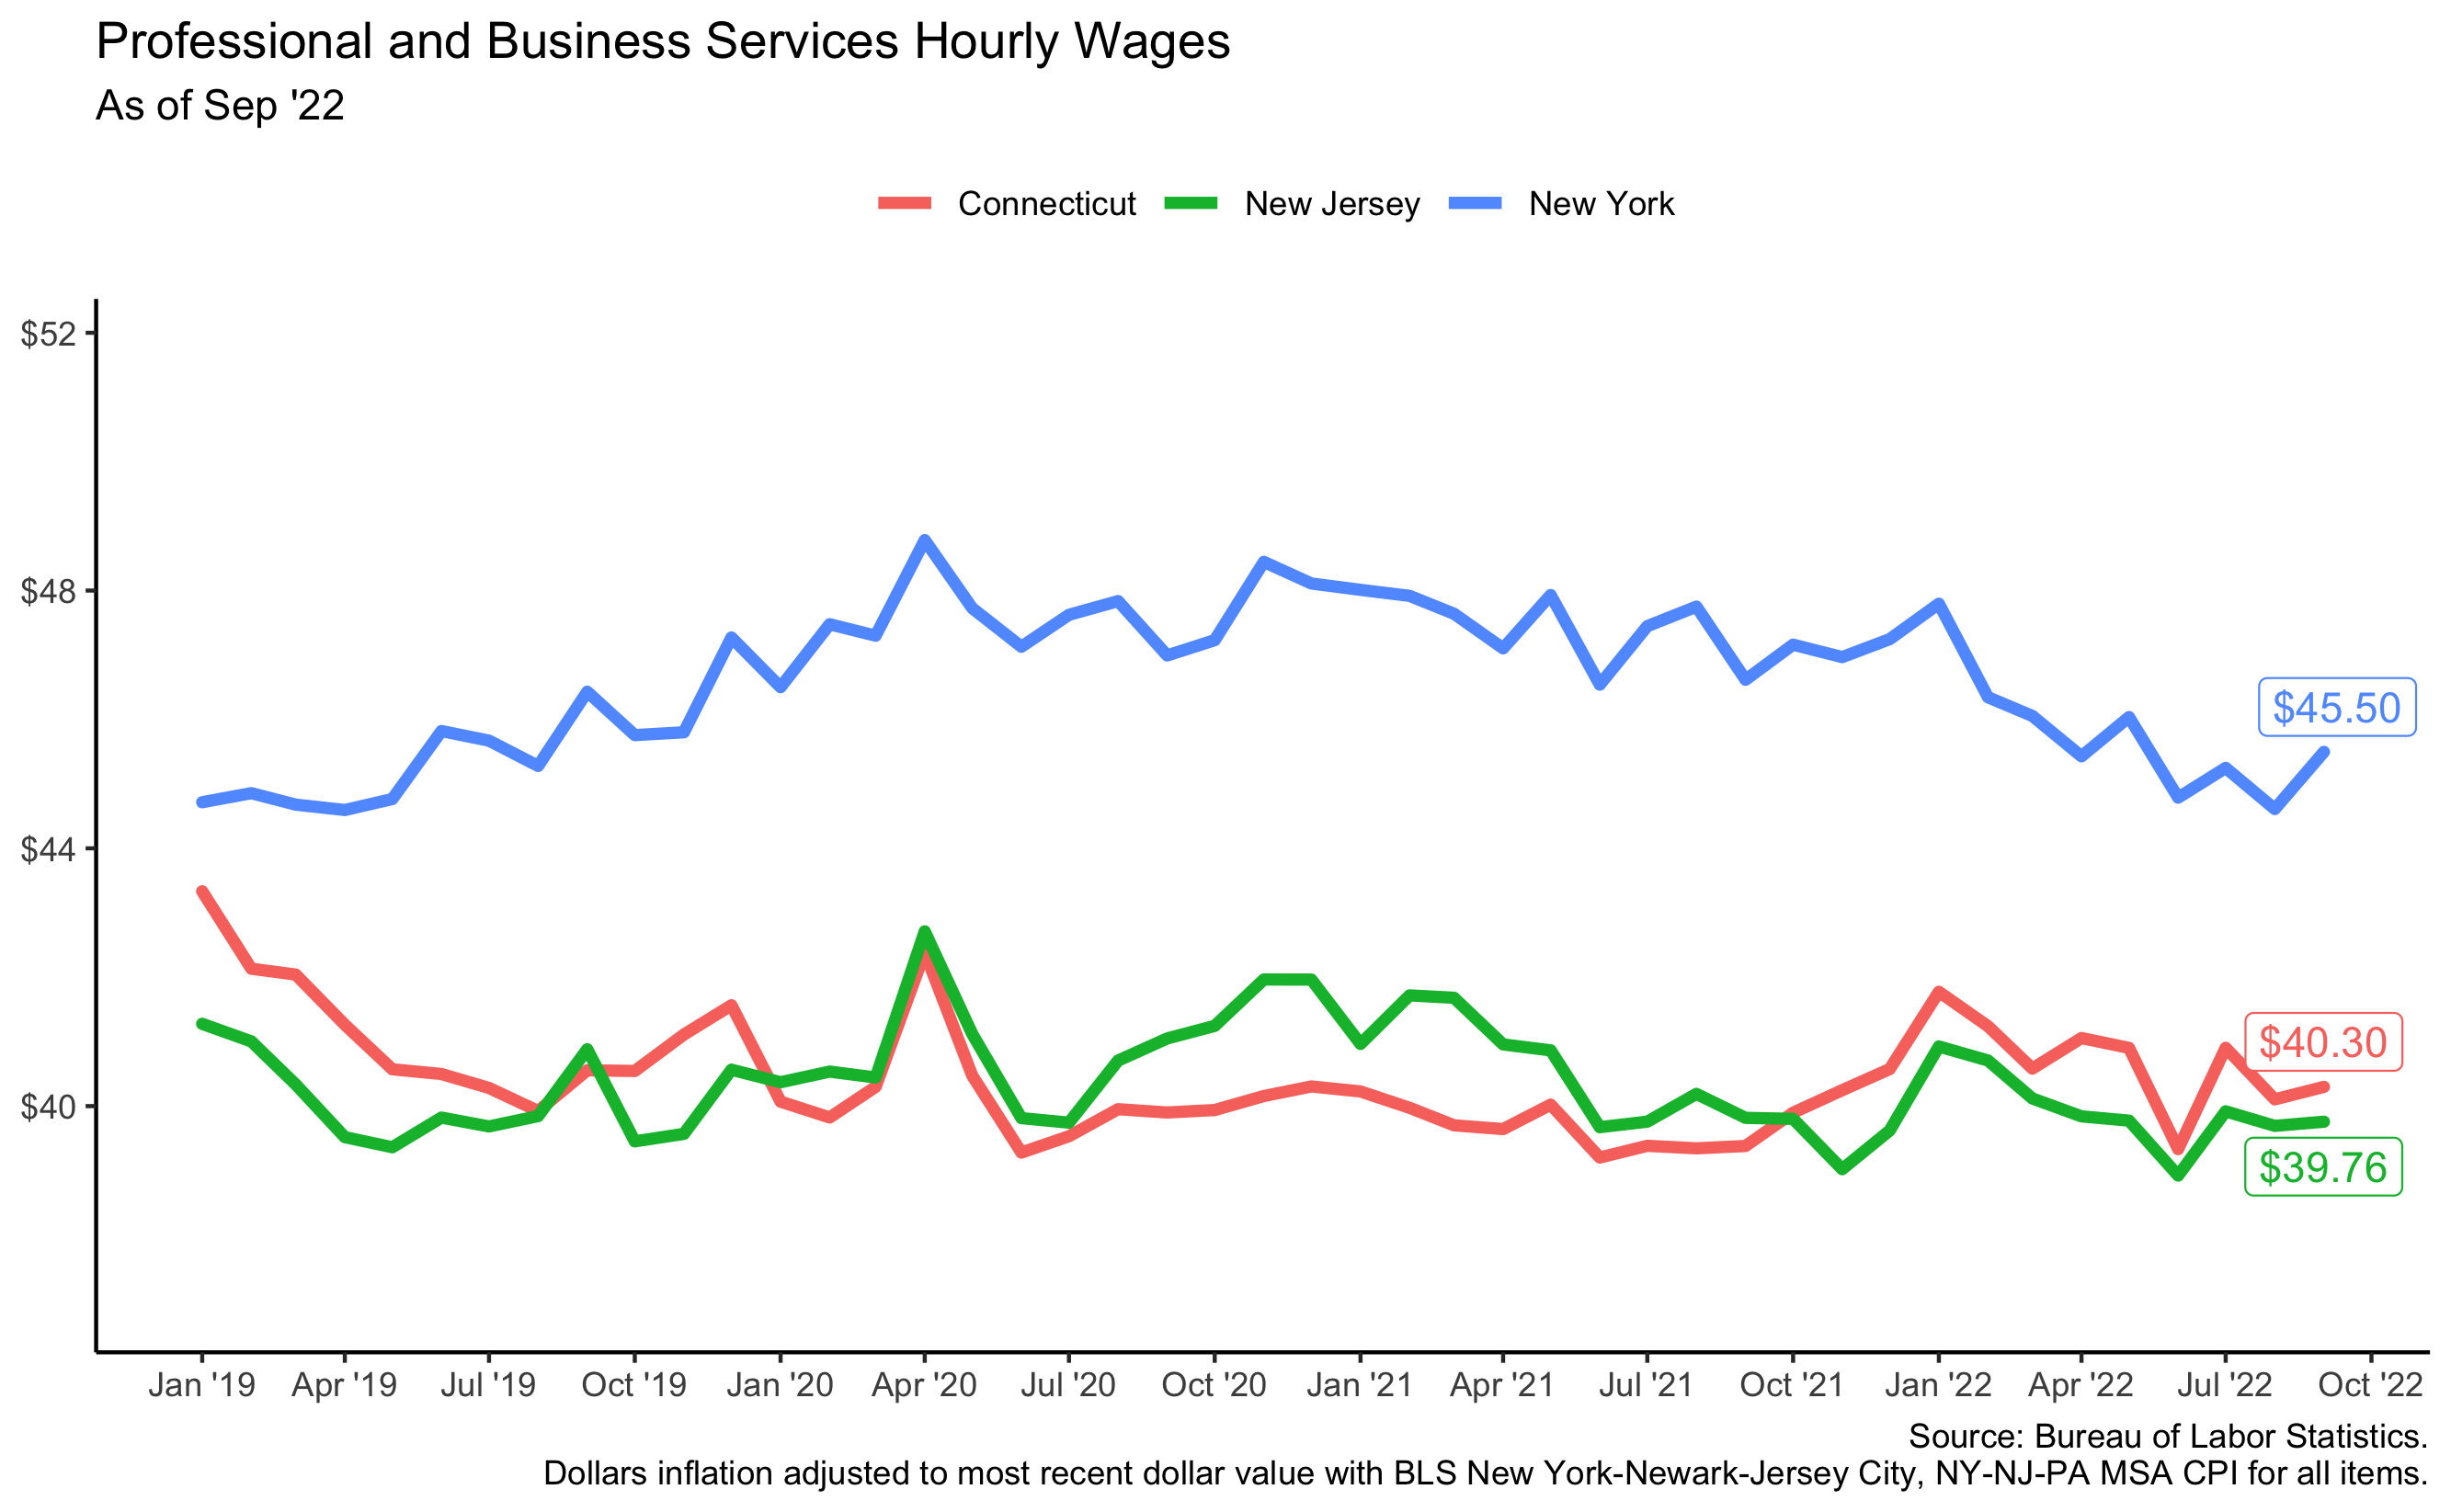 Professional and Business Services Hourly Wages
As of Sep '22
Connecticut New Jersey New York
$52
$48
$44
$40
$45.50
$40.30
$39.76
Jan '19 Apr '19 Jul '19 Oct '19 Jan '20 Apr '20 Jul '20 Oct '20 Jan '21 Apr '21 Jul '21 Oct '21 Jan '22 Apr '22 Jul '22 Oct '22
Source: Bureau of Labor Statistics.
Dollars inflation adjusted to most recent dollar value with BLS New York-Newark-Jersey City, NY-NJ-PA MSA CPI for all items.